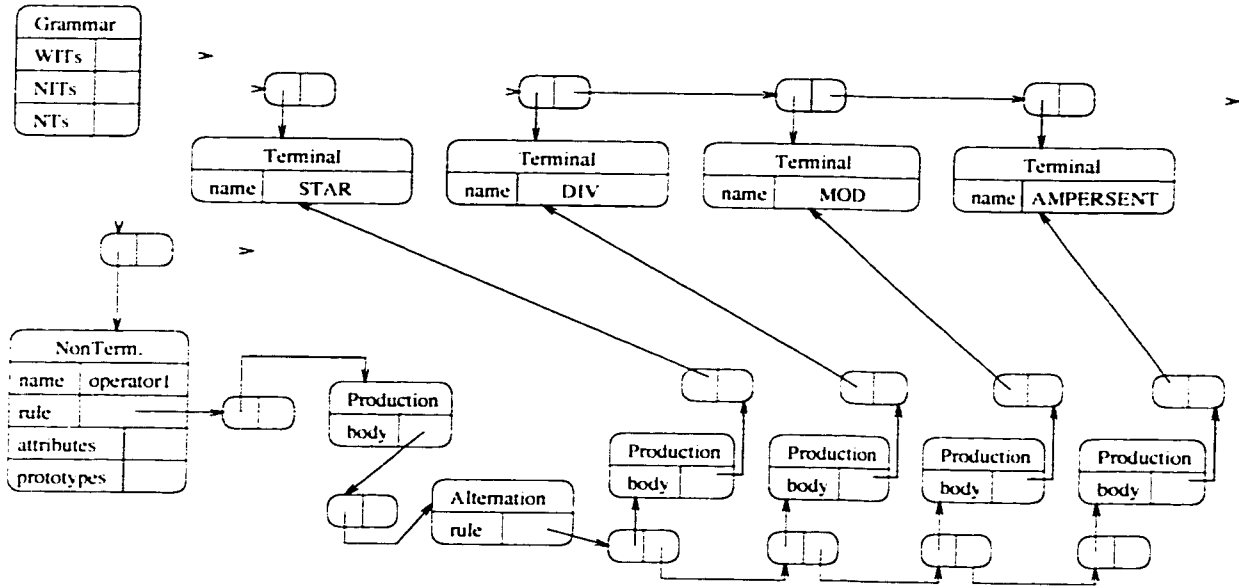 Grammar
WITs
NITs
NTs
Terminal
name STAR
Terminal
name DIV
Terminal
name MOD
Terminal
name AMPERSENT
NonTerm.
name operator1
rule
attributes
prototypes
Production
body
Alternation
rule
Production
body
Production
body
Production
body
Production
body